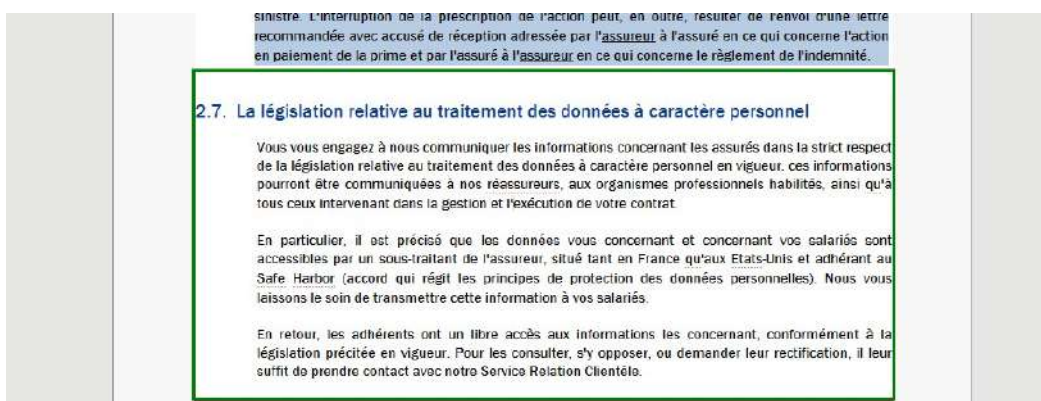 sinistre. L'interruption de la prescription de l'action peut, en outre, résulter de l'envoi d'une lettre
recommandée avec accusé de réception adressée par l'assureur à l'assuré en ce qui concerne l'action
en paiement de la prime et par l'assuré à l'assureur en ce qui concerne le règlement de l'indemnité.
2.7. La législation relative au traitement des données à caractère personnel
Vous vous engagez à nous communiquer les informations concernant les assurés dans la strict respect
de la législation relative au traitement des données à caractère personnel en vigueur. ces informations
pourront être communiquées à nos réassureurs, aux organismes professionnels habilités, ainsi qu'à
tous ceux intervenant dans la gestion et l'exécution de votre contrat.
En particulier, il est précisé que les données vous concernant et concernant vos salariés sont
accessibles par un sous-traitant de l'assureur, situé tant en France qu'aux Etats-Unis et adhérant au
Safe Harbor (accord qui régit les principes de protection des données personnelles). Nous vous
laissons le soin de transmettre cette information à vos salariés.
En retour, les adhérents ont un libre accès aux informations les concernant, conformément à la
législation précitée en vigueur. Pour les consulter, s'y opposer, ou demander leur rectification, il leur
suffit de prendre contact avec notre Service Relation Clientèle.